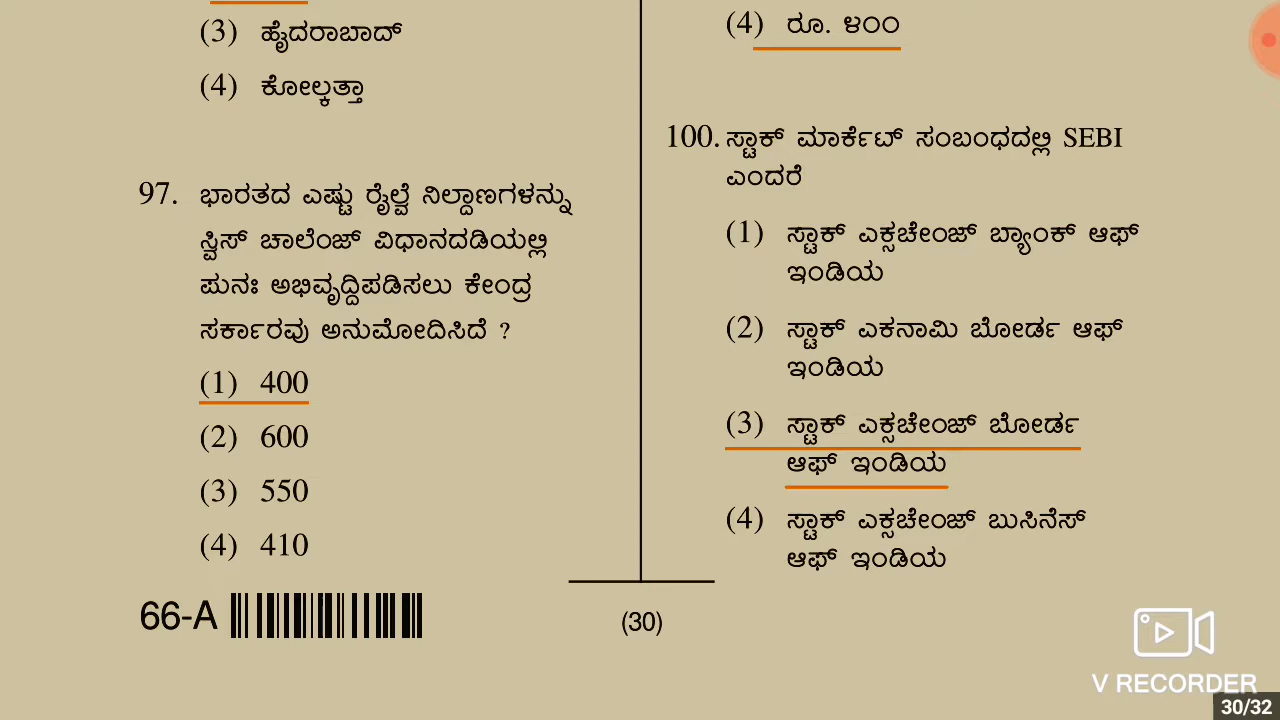 (3) ಹೈದರಾಬಾದ್
(4) ಕೋಲ್ಕತ್ತಾ
97. ಭಾರತದ ಎಷ್ಟು ರೈಲ್ವೆ ನಿಲ್ದಾಣಗಳನ್ನು
ಸ್ವಿಸ್ ಚಾಲೆಂಜ್ ವಿಧಾನದಡಿಯಲ್ಲಿ
ಪುನಃ ಅಭಿವೃದ್ದಿಪಡಿಸಲು ಕೇಂದ್ರ
ಸರ್ಕಾರವು ಅನುಮೋದಿಸಿದೆ ?
(1) 400
(2) 600
(3) 550
(4) 410
(4) ರೂ. ೪೦೦
100. ಸ್ಟಾಕ್ ಮಾರ್ಕೆಟ್ ಸಂಬಂಧದಲ್ಲಿ SEBI
ಎಂದರೆ
(1) ಸ್ಟಾಕ್ ಎಕ್ಸಚೇಂಜ್ ಬ್ಯಾಂಕ್ ಆಫ್
ಇಂಡಿಯ
(2) ಸ್ಟಾಕ್ ಎಕನಾಮಿ ಬೋರ್ಡ ಆಫ್
ಇಂಡಿಯ
(3) ಸ್ಟಾಕ್ ಎಕ್ಸಚೇಂಜ್ ಬೋರ್ಡ
ಆಫ್ ಇಂಡಿಯ
(4) ಸ್ಟಾಕ್ ಎಕ್ಸಚೇಂಜ್ ಬುಸಿನೆಸ್
ಆಫ್ ಇಂಡಿಯ
66-A
(30)
V RECORDER
30/32